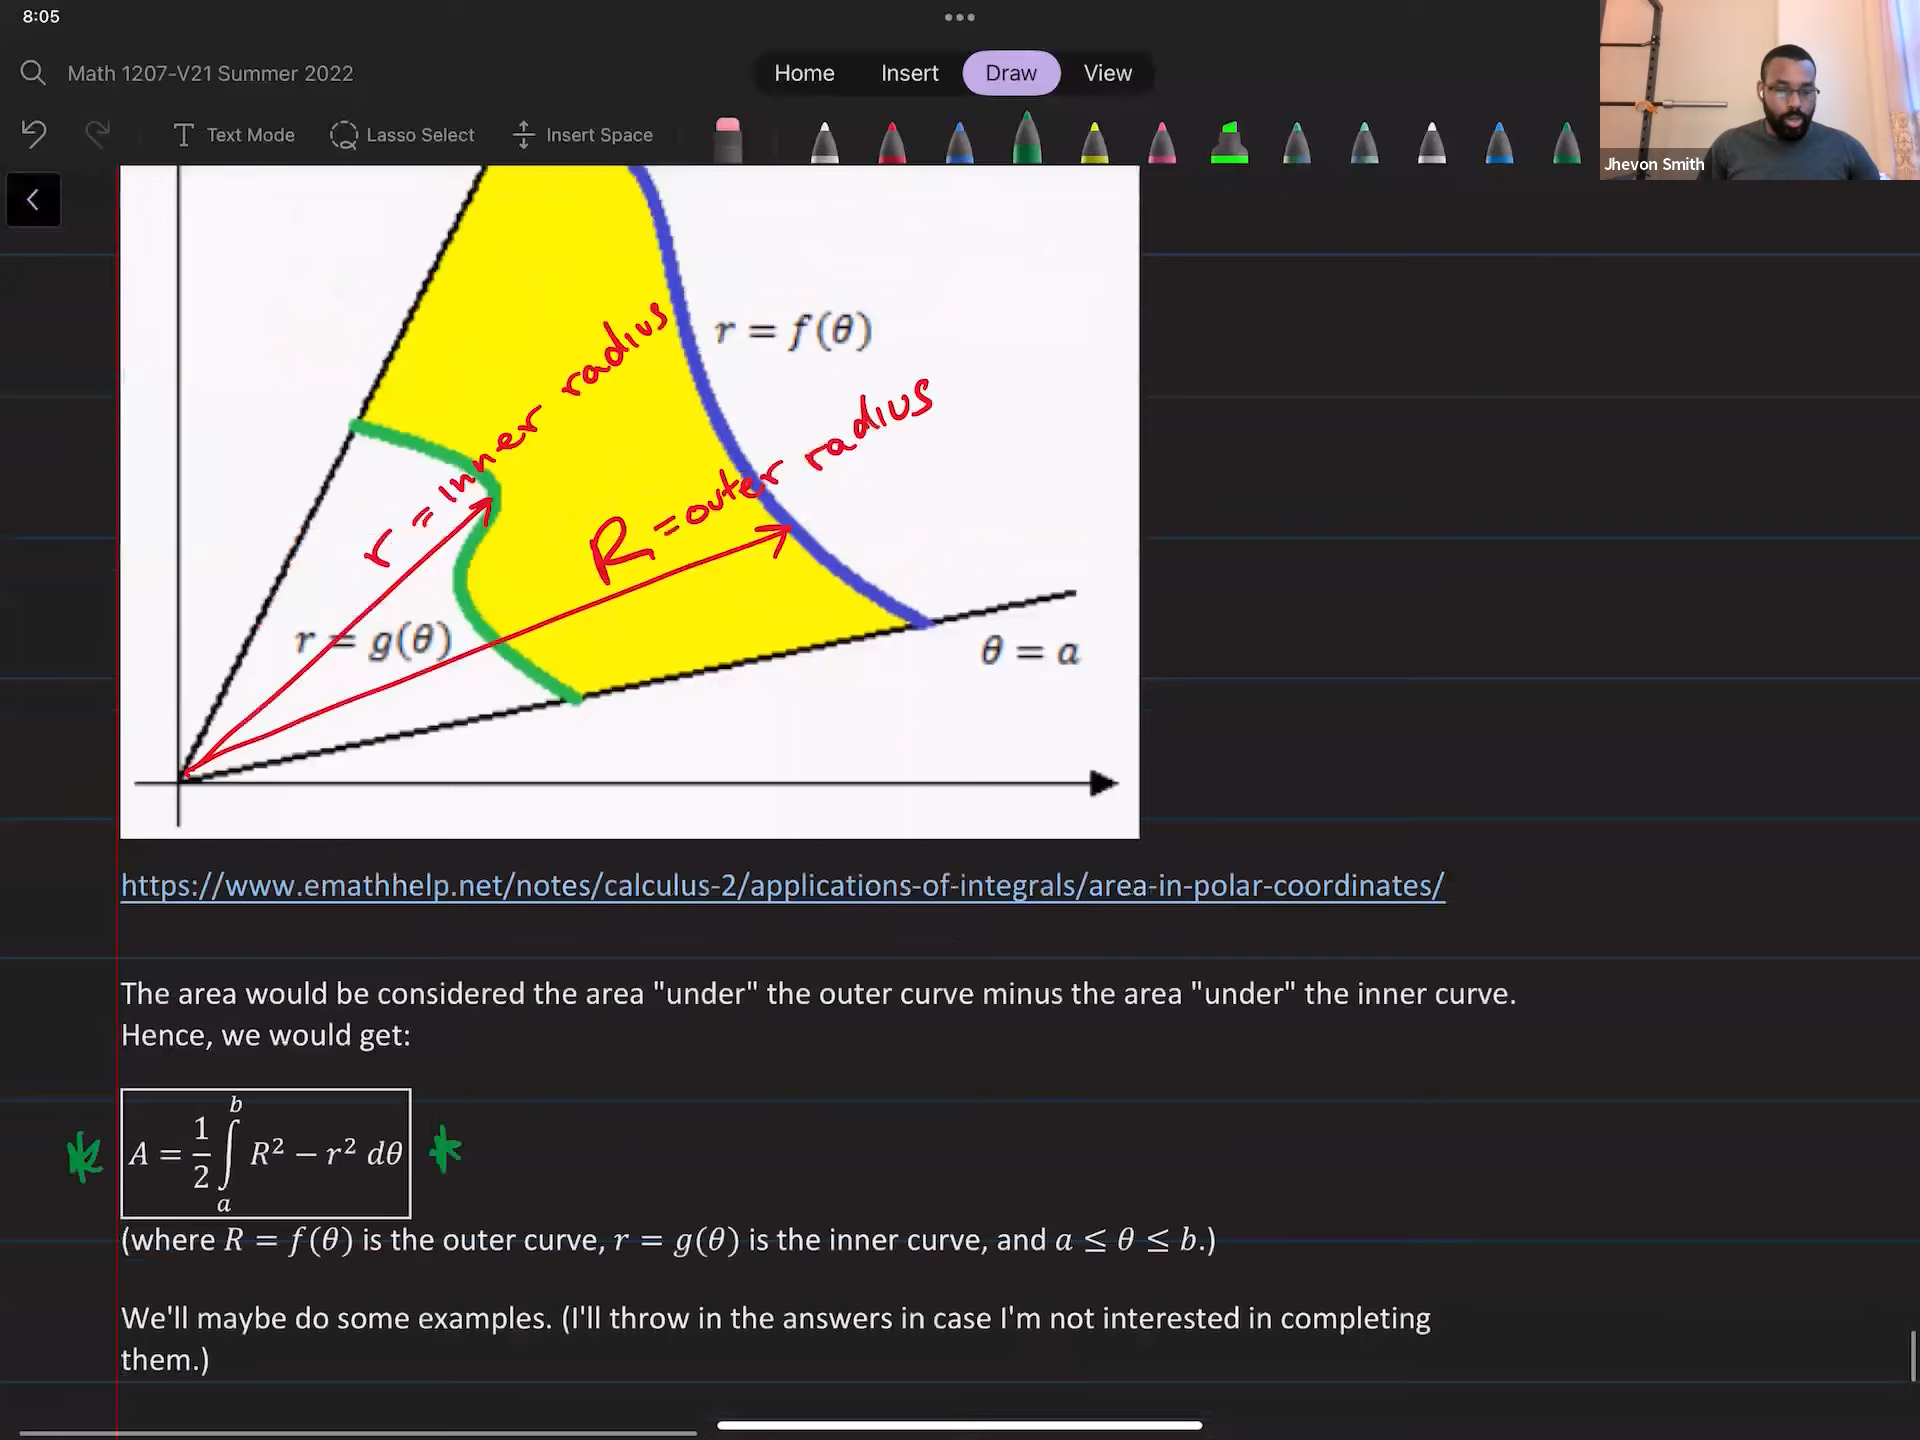 8:05
Math 1207-V21 Summer 2022
Home Insert Draw View
Text Mode Lasso Select Insert Space
Jhevon Smith
r = f(θ)
r = inner radius
R = outer radius
r = g(θ)
θ = a
https://www.emathhelp.net/notes/calculus-2/applications-of-integrals/area-in-polar-coordinates/
The area would be considered the area "under" the outer curve minus the area "under" the inner curve.
Hence, we would get:
* A = 1/2 ∫_a^b R² − r² dθ *
(where R = f(θ) is the outer curve, r = g(θ) is the inner curve, and a ≤ θ ≤ b.)
We'll maybe do some examples. (I'll throw in the answers in case I'm not interested in completing
them.)